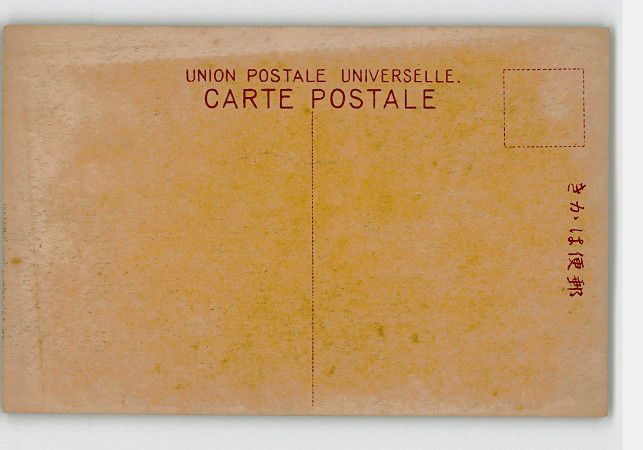 UNION POSTALE UNIVERSELLE.
CARTE POSTALE
きかは便郵